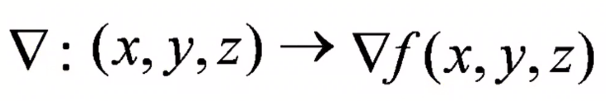 ∇ : (x, y, z) → ∇f(x, y, z)